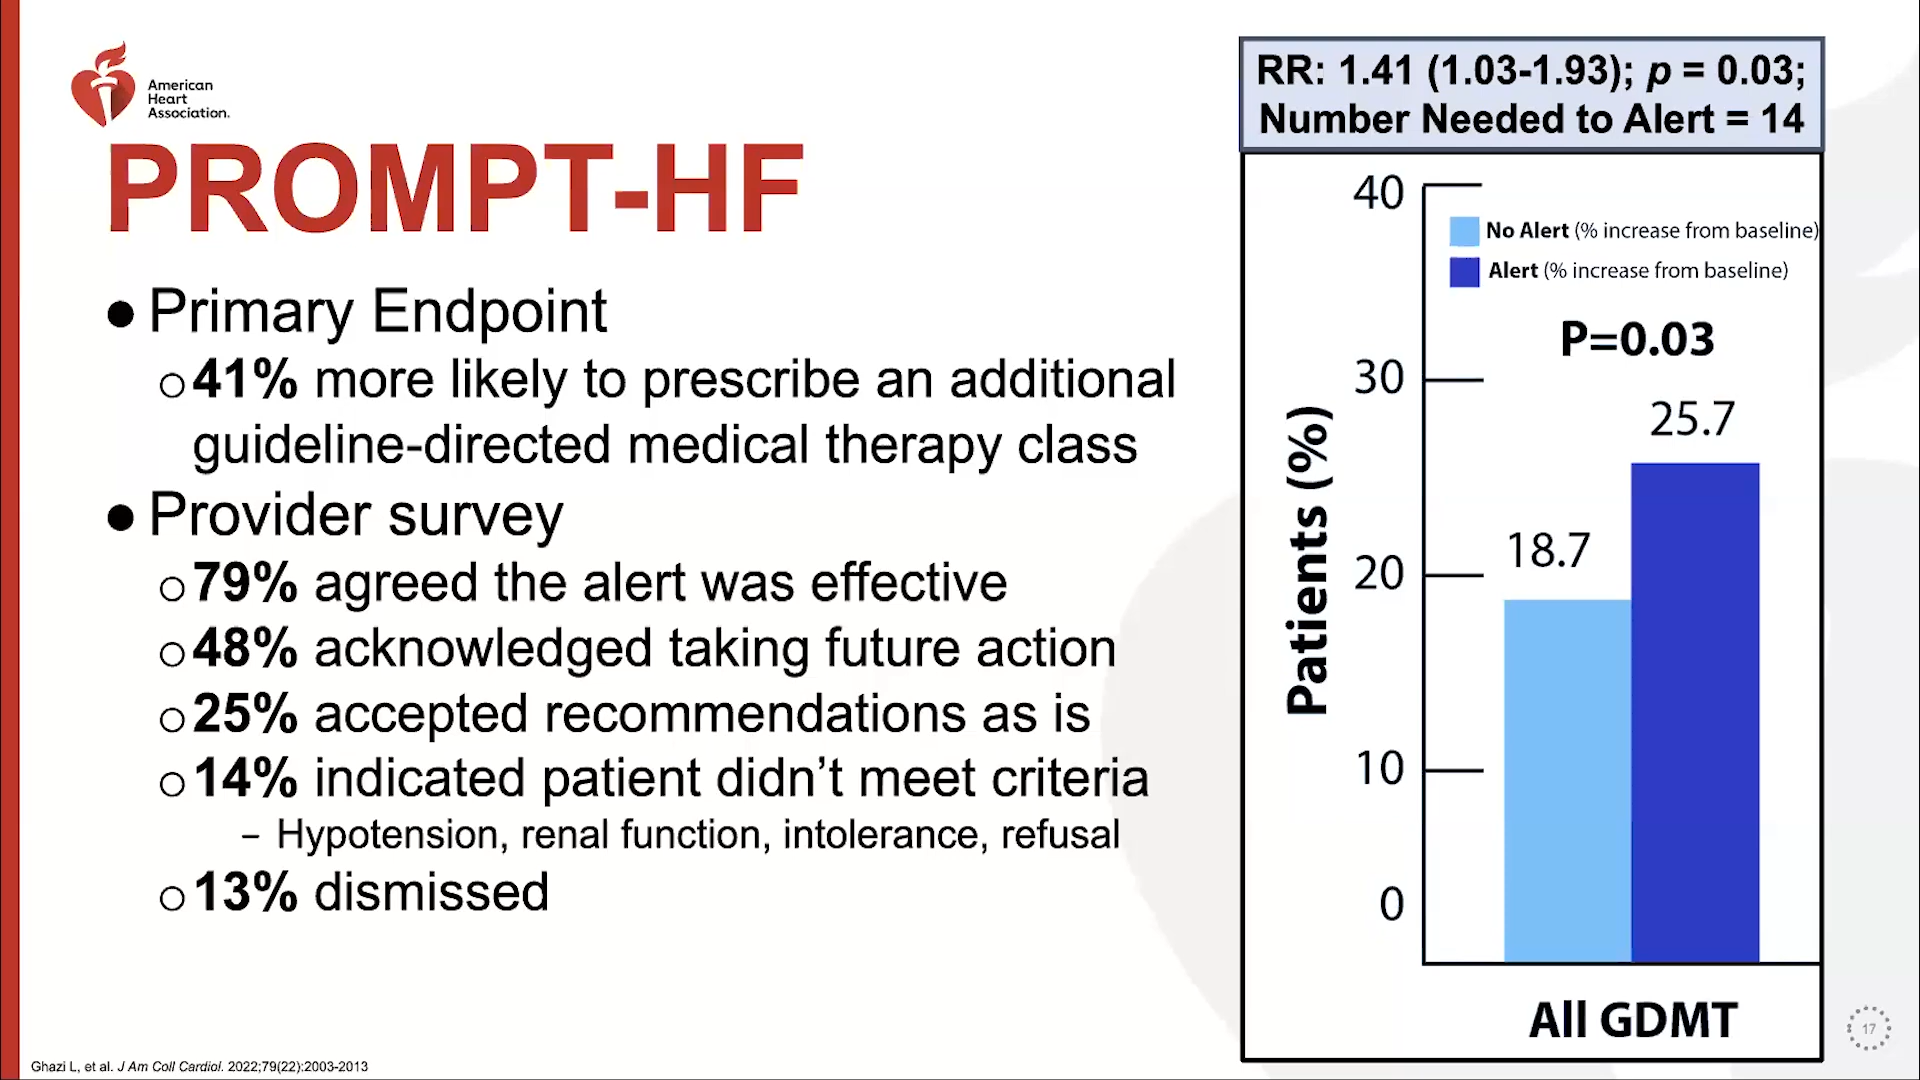 American
Heart
Association.
PROMPT-HF
● Primary Endpoint
○ 41% more likely to prescribe an additional
guideline-directed medical therapy class
● Provider survey
○ 79% agreed the alert was effective
○ 48% acknowledged taking future action
○ 25% accepted recommendations as is
○ 14% indicated patient didn’t meet criteria
– Hypotension, renal function, intolerance, refusal
○ 13% dismissed
Ghazi L, et al. J Am Coll Cardiol. 2022;79(22):2003-2013
RR: 1.41 (1.03-1.93); p = 0.03;
Number Needed to Alert = 14
No Alert (% increase from baseline)
Alert (% increase from baseline)
P=0.03
Patients (%)
40
30
20
10
0
18.7
25.7
All GDMT
17